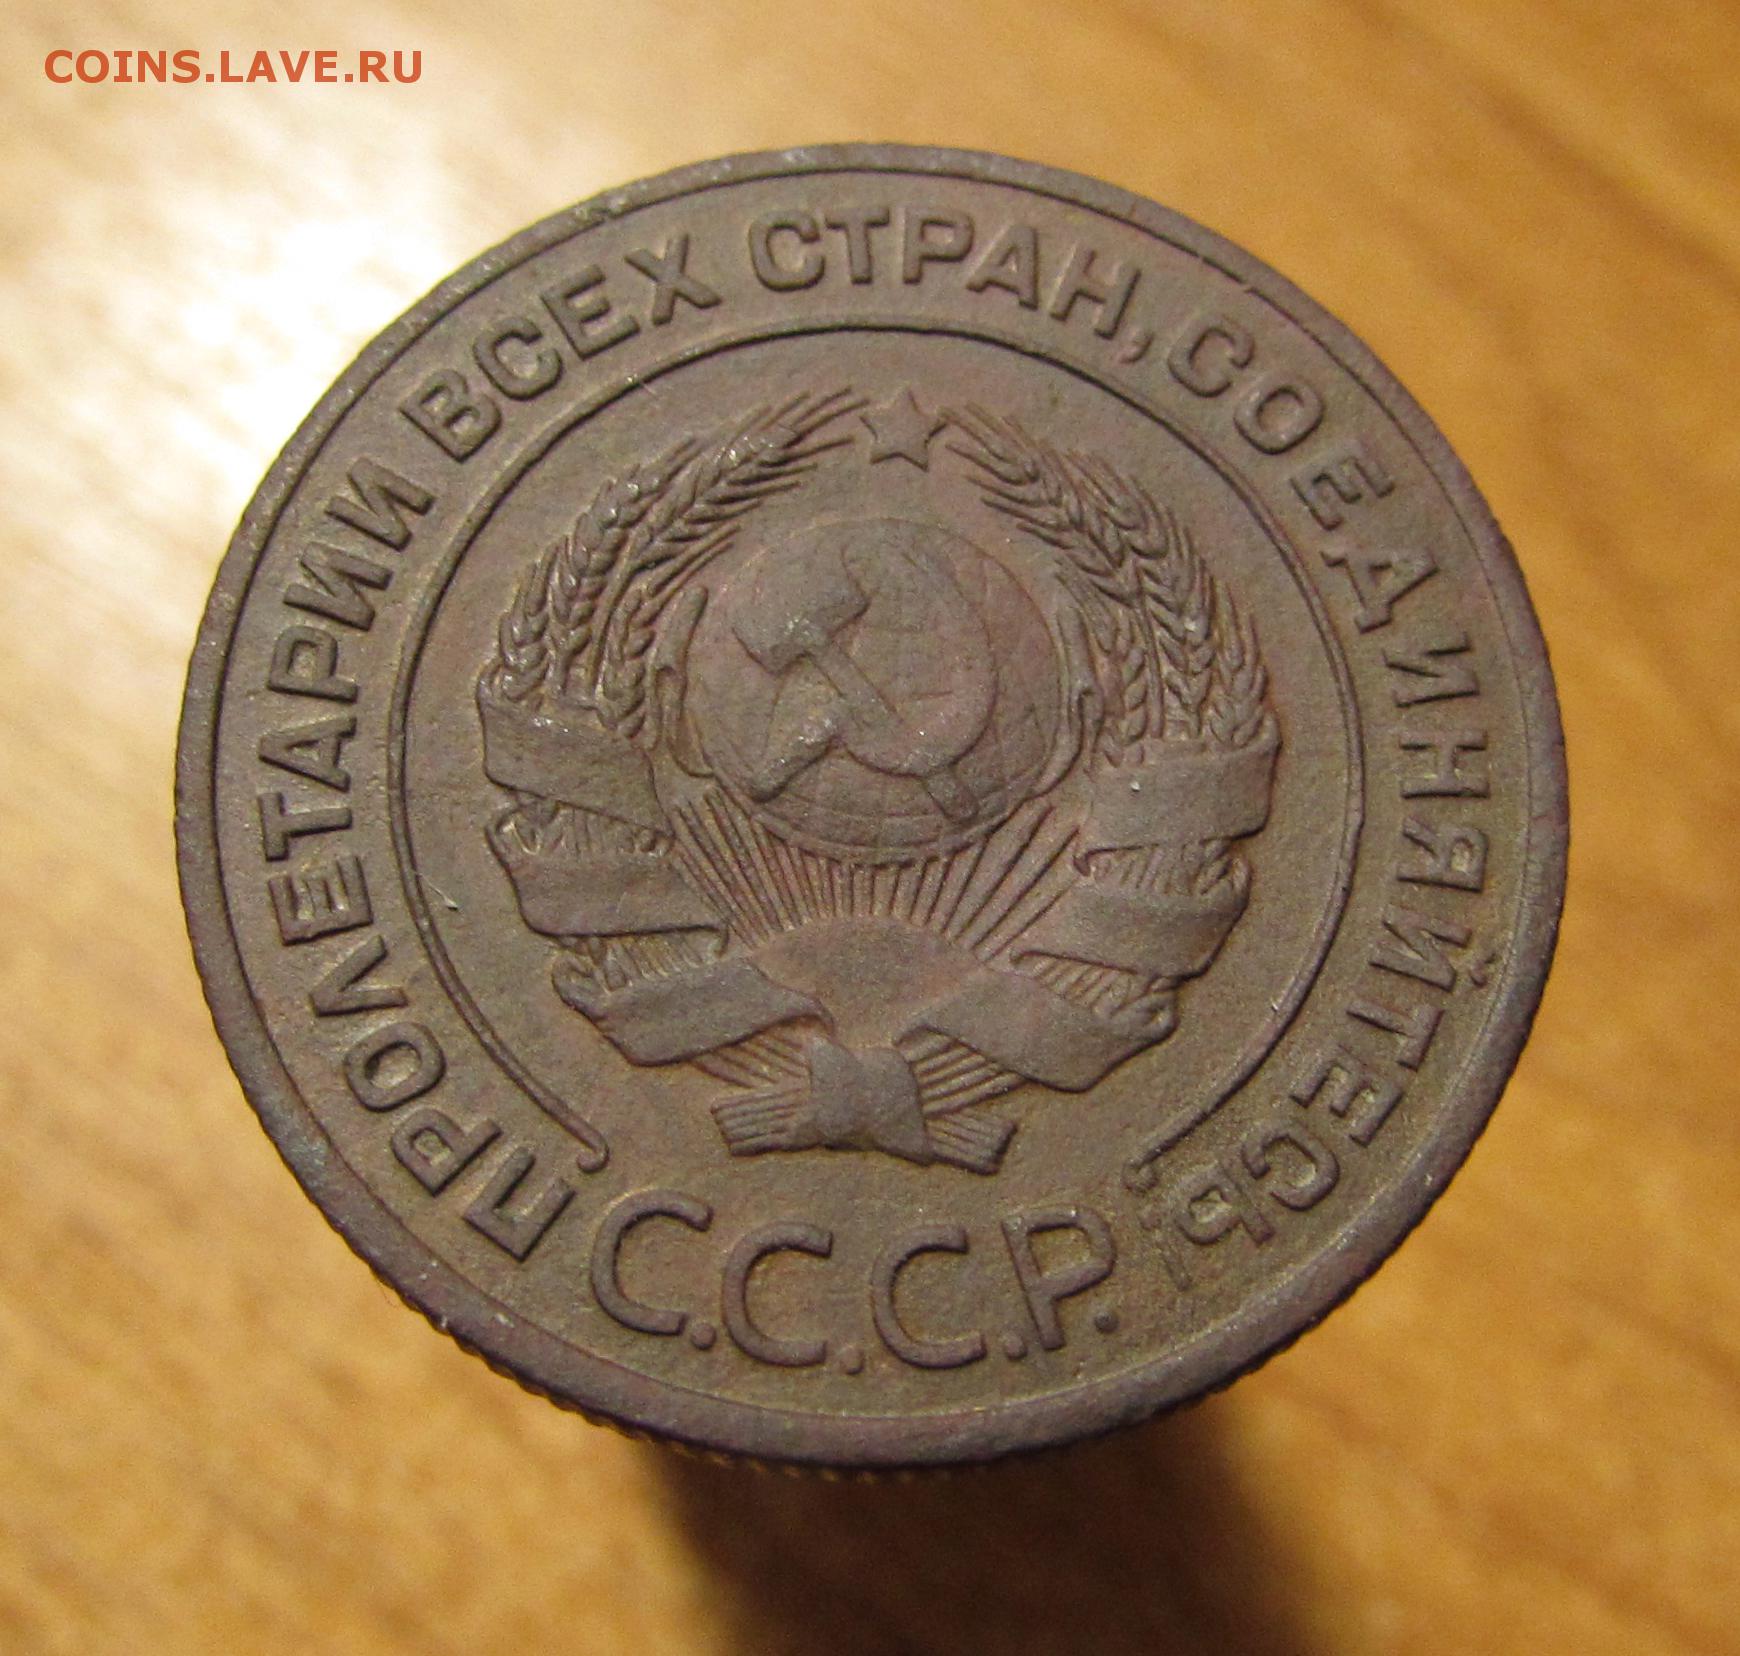 COINS.LAVE.RU
ПРОЛЕТАРИИ ВСЕХ СТРАН, СОЕДИНЯЙТЕСЬ!
С.С.С.Р.